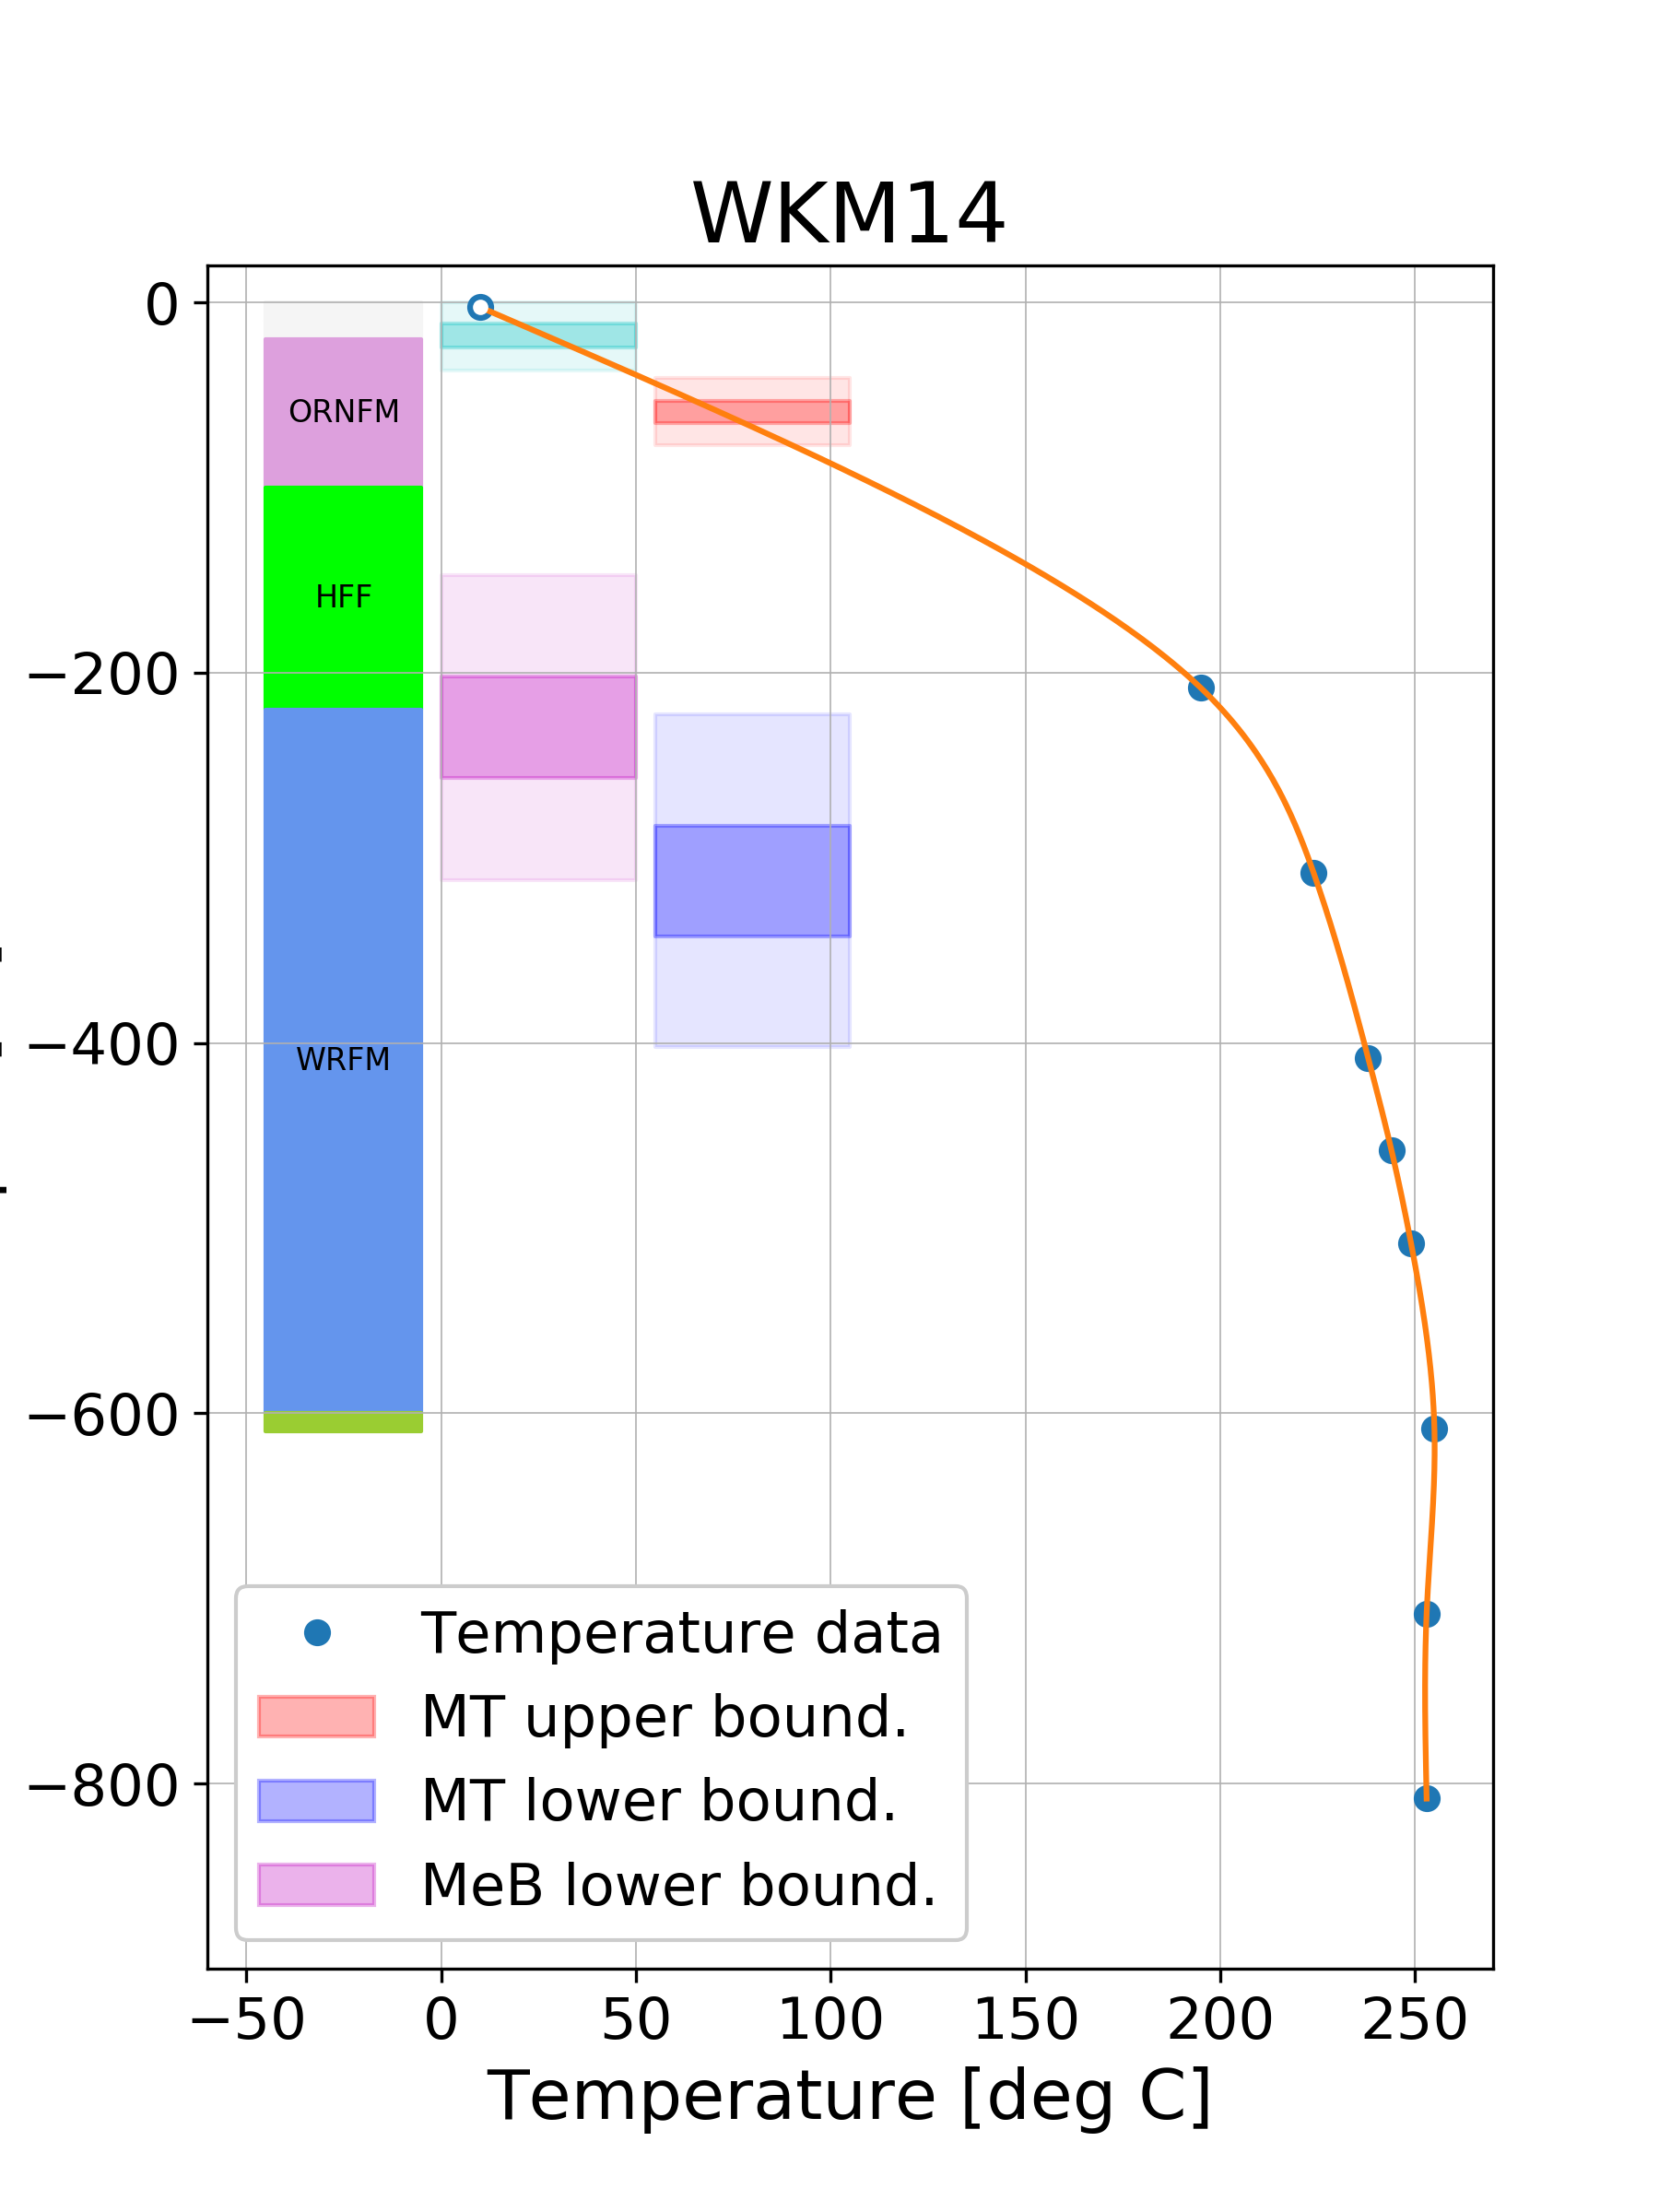 WKM14
0
−200
−400
−600
−800
ORNFM
HFF
WRFM
Temperature data
MT upper bound.
MT lower bound.
MeB lower bound.
−50 0 50 100 150 200 250
Temperature [deg C]